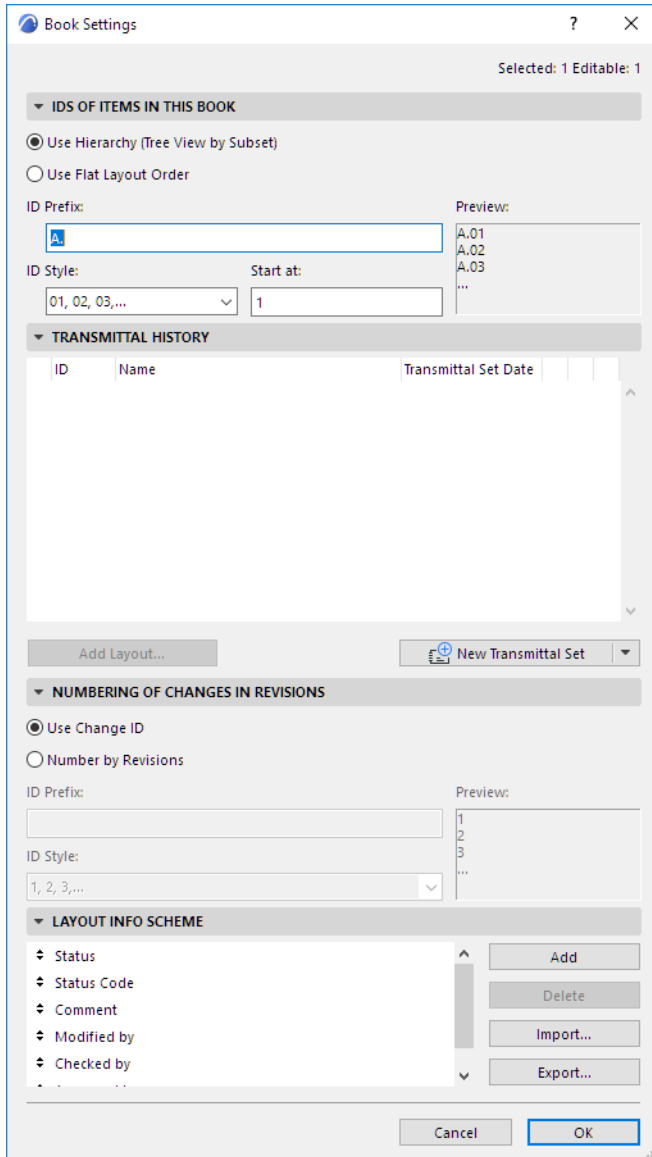 Book Settings
Selected: 1 Editable: 1
IDS OF ITEMS IN THIS BOOK
Use Hierarchy (Tree View by Subset)
Use Flat Layout Order
ID Prefix: Preview:
A.
A.01
A.02
A.03
...
ID Style: Start at:
01, 02, 03,... 1
TRANSMITTAL HISTORY
ID Name Transmittal Set Date
Add Layout... New Transmittal Set
NUMBERING OF CHANGES IN REVISIONS
Use Change ID
Number by Revisions
ID Prefix: Preview:
1
2
3
...
ID Style:
1, 2, 3,...
LAYOUT INFO SCHEME
Status
Status Code
Comment
Modified by
Checked by
Add
Delete
Import...
Export...
Cancel OK